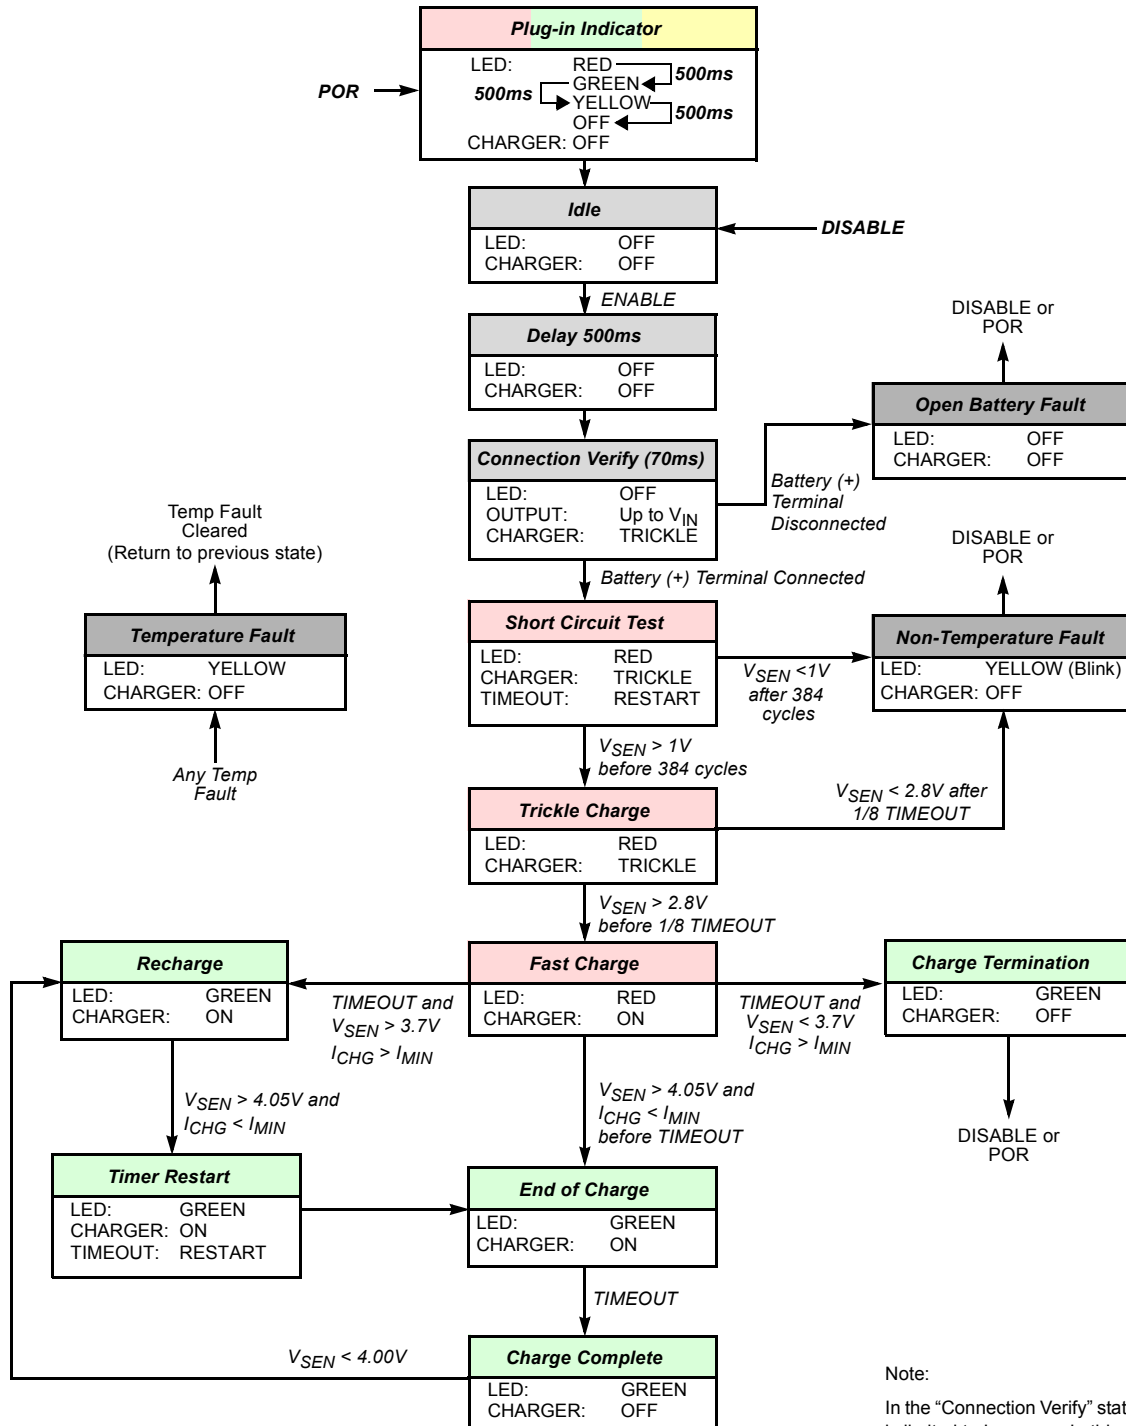 Plug-in Indicator
LED: RED
GREEN
YELLOW
OFF
500ms
500ms
500ms
CHARGER: OFF
POR
Idle
LED: OFF
CHARGER: OFF
DISABLE
ENABLE
Delay 500ms
LED: OFF
CHARGER: OFF
DISABLE or
POR
Open Battery Fault
LED: OFF
CHARGER: OFF
Connection Verify (70ms)
LED: OFF
OUTPUT: Up to VIN
CHARGER: TRICKLE
Battery (+)
Terminal
Disconnected
Battery (+) Terminal Connected
Temp Fault
Cleared
(Return to previous state)
Temperature Fault
LED: YELLOW
CHARGER: OFF
Any Temp
Fault
Short Circuit Test
LED: RED
CHARGER: TRICKLE
TIMEOUT: RESTART
VSEN <1V
after 384
cycles
DISABLE or
POR
Non-Temperature Fault
LED: YELLOW (Blink)
CHARGER: OFF
VSEN > 1V
before 384 cycles
Trickle Charge
LED: RED
CHARGER: TRICKLE
VSEN < 2.8V after
1/8 TIMEOUT
VSEN > 2.8V
before 1/8 TIMEOUT
Recharge
LED: GREEN
CHARGER: ON
TIMEOUT and
VSEN > 3.7V
ICHG > IMIN
Fast Charge
LED: RED
CHARGER: ON
TIMEOUT and
VSEN < 3.7V
ICHG > IMIN
Charge Termination
LED: GREEN
CHARGER: OFF
DISABLE or
POR
VSEN > 4.05V and
ICHG < IMIN
VSEN > 4.05V and
ICHG < IMIN
before TIMEOUT
Timer Restart
LED: GREEN
CHARGER: ON
TIMEOUT: RESTART
End of Charge
LED: GREEN
CHARGER: ON
TIMEOUT
VSEN < 4.00V
Charge Complete
LED: GREEN
CHARGER: OFF
Note:
In the “Connection Verify” stat